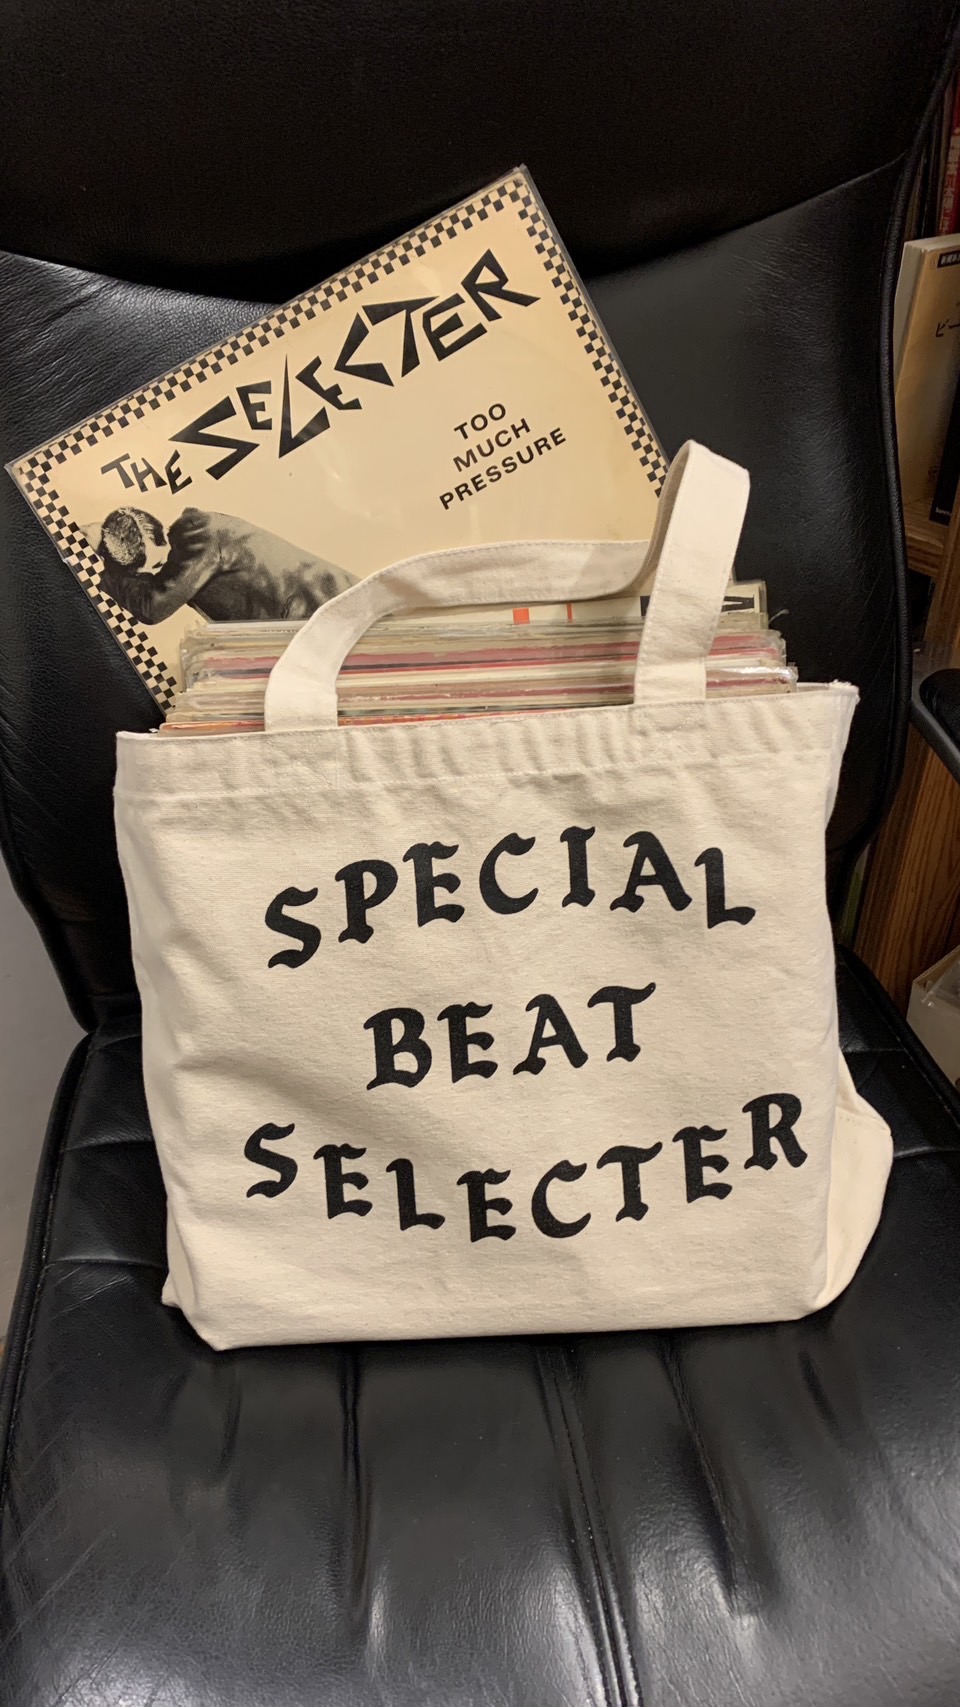 THE SELECTER
TOO
MUCH
PRESSURE
SPECIAL
BEAT
SELECTER